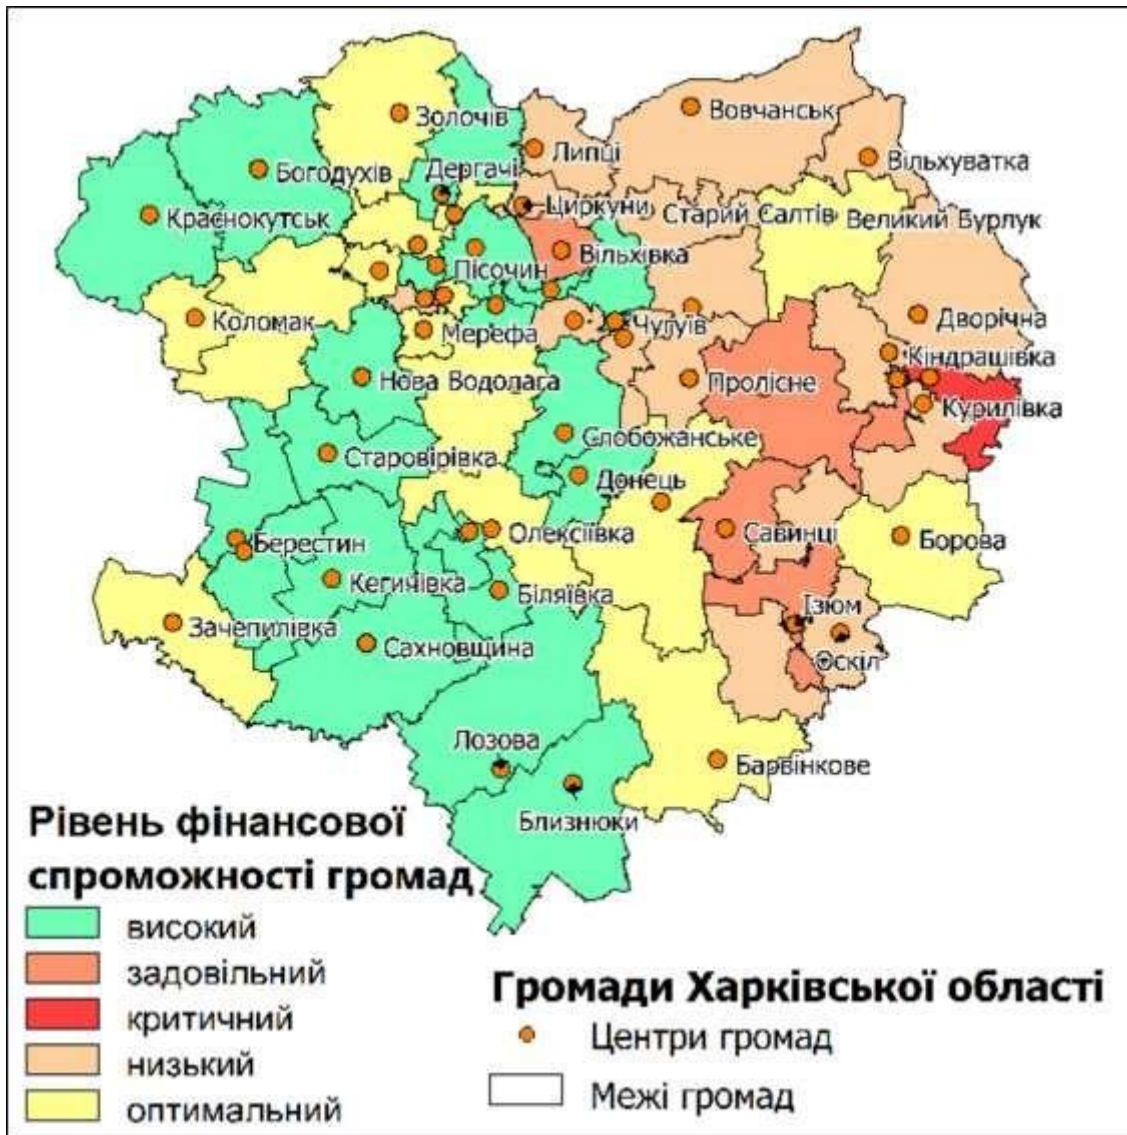 Золочів
Вовчанськ
Липці
Вільхуватка
Богодухів
Дергачі
Краснокутськ
Циркуни
Старий Салтів
Великий Бурлук
Вільхівка
Пісочин
Коломак
Мерефа
Чугуїв
Дворічна
Кіндрашівка
Нова Водолага
Пролісне
Курилівка
Слобожанське
Старовірівка
Донець
Олексіївка
Савинці
Борова
Берестин
Кегичівка
Біляївка
Ізюм
Зачепилівка
Сахновщина
Оскіл
Лозова
Барвінкове
Близнюки
Рівень фінансової
спроможності громад
високий
задовільний
критичний
низький
оптимальний
Громади Харківської області
Центри громад
Межі громад